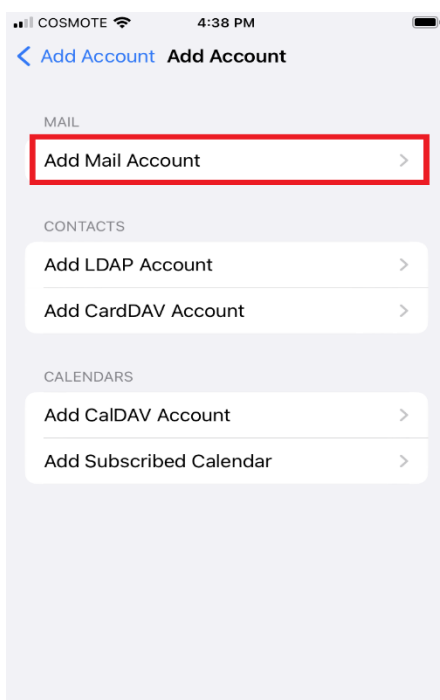 COSMOTE 4:38 PM
Add Account Add Account
MAIL
Add Mail Account
CONTACTS
Add LDAP Account
Add CardDAV Account
CALENDARS
Add CalDAV Account
Add Subscribed Calendar